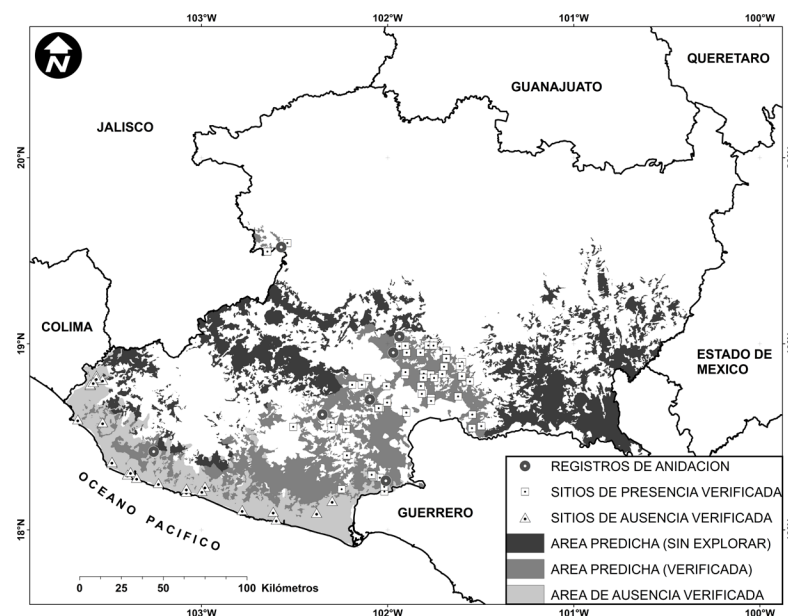 103°W 102°W 101°W 100°W
N
QUERETARO
GUANAJUATO
JALISCO
20°N
19°N
COLIMA
ESTADO DE
MEXICO
OCEANO PACIFICO
GUERRERO
18°N
REGISTROS DE ANIDACION
SITIOS DE PRESENCIA VERIFICADA
SITIOS DE AUSENCIA VERIFICADA
AREA PREDICHA (SIN EXPLORAR)
AREA PREDICHA (VERIFICADA)
AREA DE AUSENCIA VERIFICADA
0 25 50 100 Kilómetros
103°W 102°W 101°W 100°W